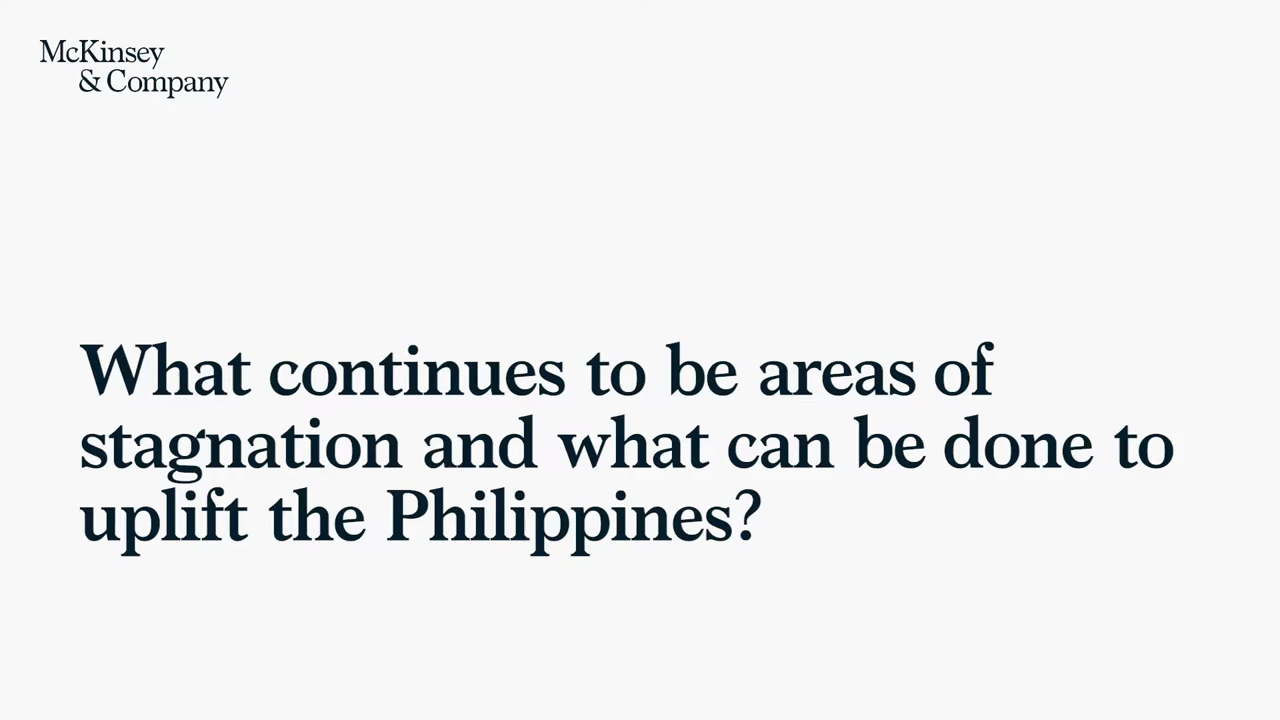 McKinsey
& Company
What continues to be areas of
stagnation and what can be done to
uplift the Philippines?